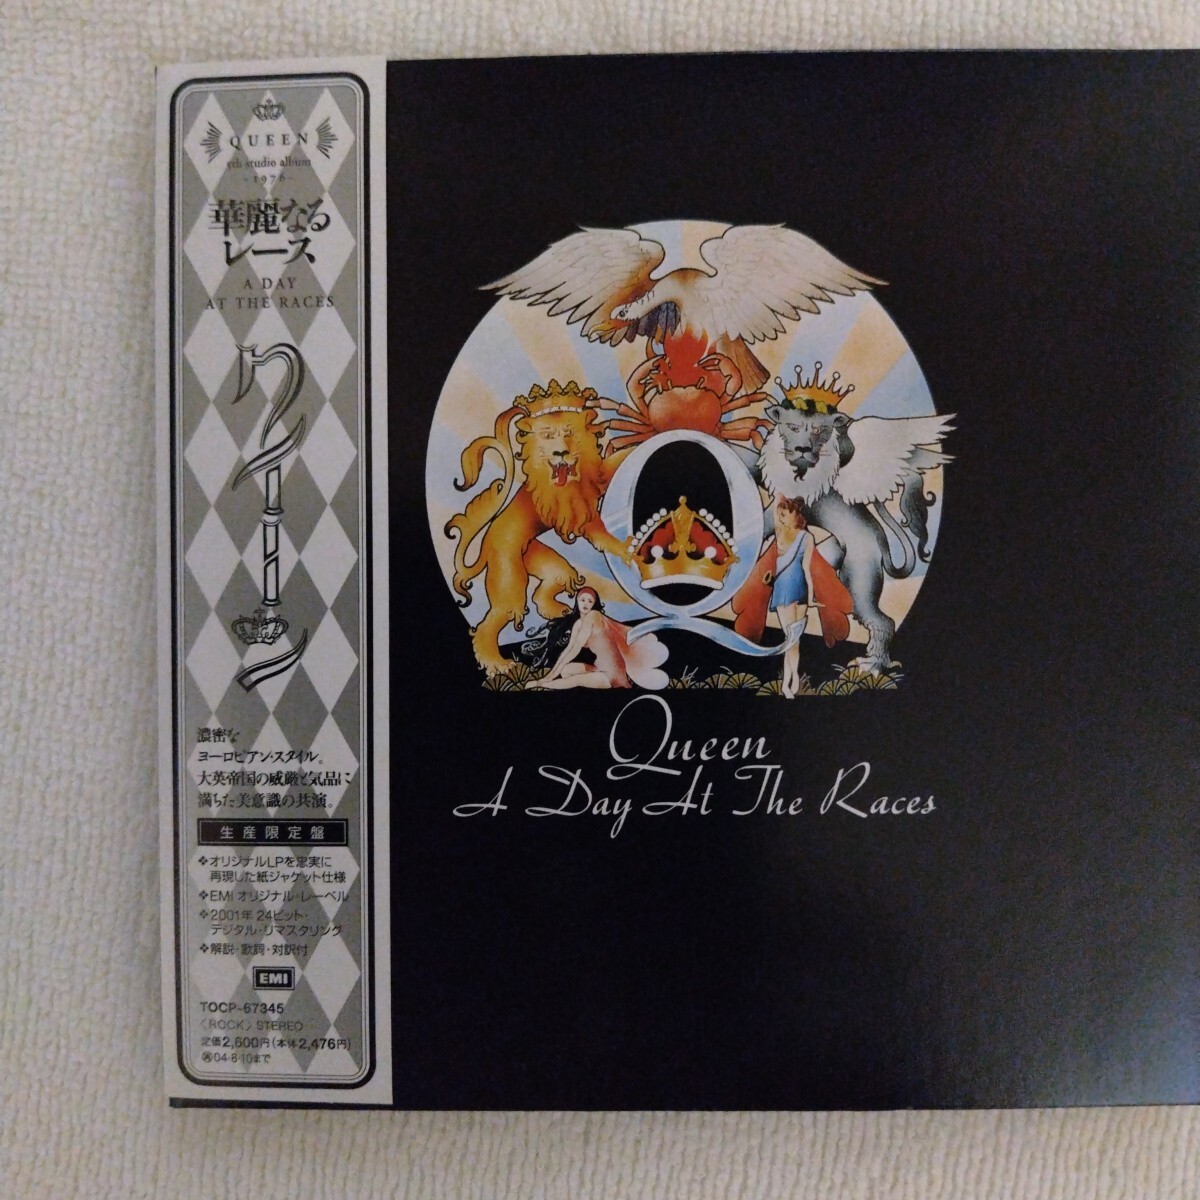 QUEEN
5th studio album
-1976-
華麗なる
レース
A DAY
AT THE RACES
クイーン
濃密な
ヨーロピアン・スタイル。
大英帝国の威厳と気品に
満ちた美意識の共演。
生産限定盤
❖オリジナルLPを忠実に
再現した紙ジャケット仕様
❖EMI オリジナル・レーベル
❖2001年 24ビット・
デジタル・リマスタリング
❖解説・歌詞・対訳付
EMI
TOCP-67345
〈ROCK〉STEREO
定価2,600円(本体2,476円)
㋐04・8・10まで
Q
Queen
A Day At The Races